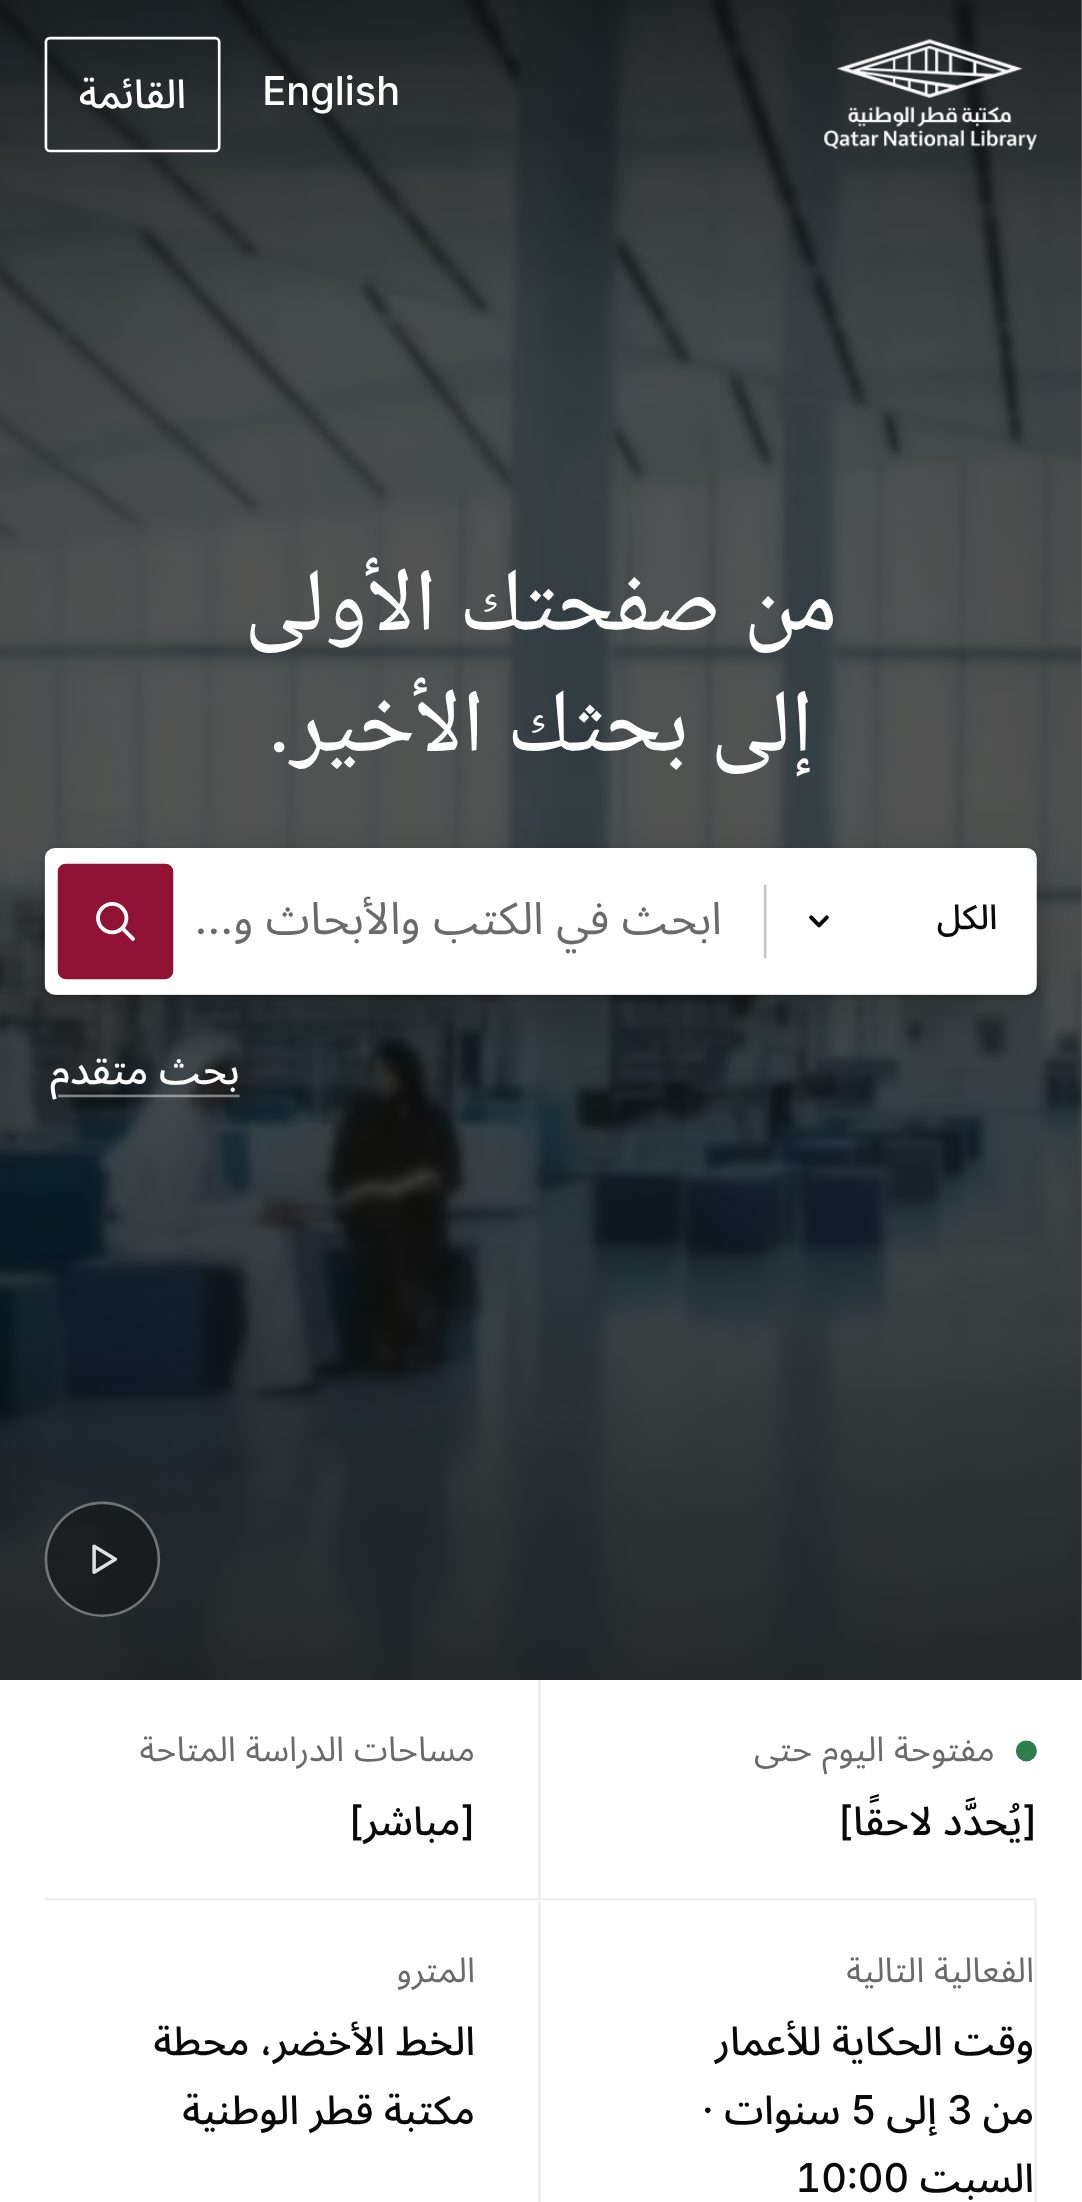 مكتبة قطر الوطنية
Qatar National Library
English
القائمة
من صفحتك الأولى
إلى بحثك الأخير.
الكل
ابحث في الكتب والأبحاث و...
بحث متقدم
مفتوحة اليوم حتى
[يُحدَّد لاحقًا]
مساحات الدراسة المتاحة
[مباشر]
الفعالية التالية
وقت الحكاية للأعمار
من 3 إلى 5 سنوات ·
السبت 10:00
المترو
الخط الأخضر، محطة
مكتبة قطر الوطنية